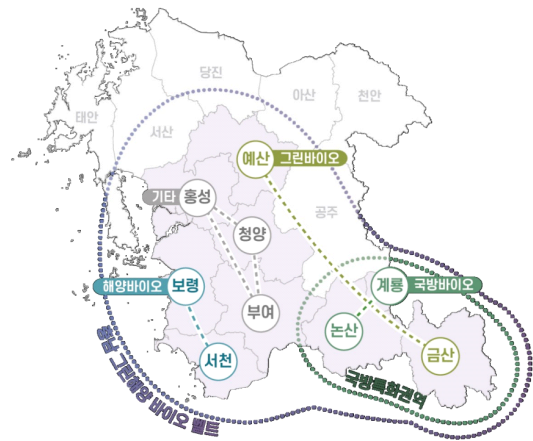 당진
아산
천안
태안
서산
예산 그린바이오
기타 홍성
공주
청양
해양바이오 보령
계룡 국방바이오
부여
논산
서천
금산
국방특화권역
충남 그린해양 바이오 벨트